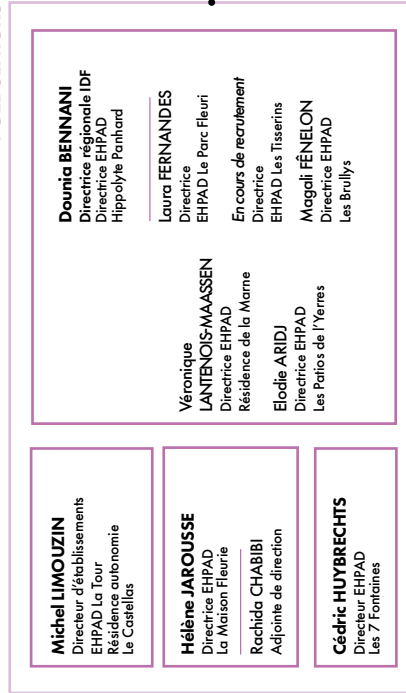 Michel LIMOUZIN
Directeur d'établissements
EHPAD La Tour
Résidence autonomie
Le Castellas
Hélène JAROUSSE
Directrice EHPAD
La Maison Fleurie
Rachida CHABIBI
Adjointe de direction
Cédric HUYBRECHTS
Directeur EHPAD
Les 7 Fontaines
Dounia BENNANI
Directrice régionale IDF
Directrice EHPAD
Hippolyte Panhard
Laura FERNANDES
Directrice
EHPAD Le Parc Fleuri
En cours de recrutement
Directrice
EHPAD Les Tisserins
Magali FÉNELON
Directrice EHPAD
Les Brullys
Véronique
LANTENOIS-MAASSEN
Directrice EHPAD
Résidence de la Marne
Elodie ARIDJ
Directrice EHPAD
Les Patios de l'Yerres